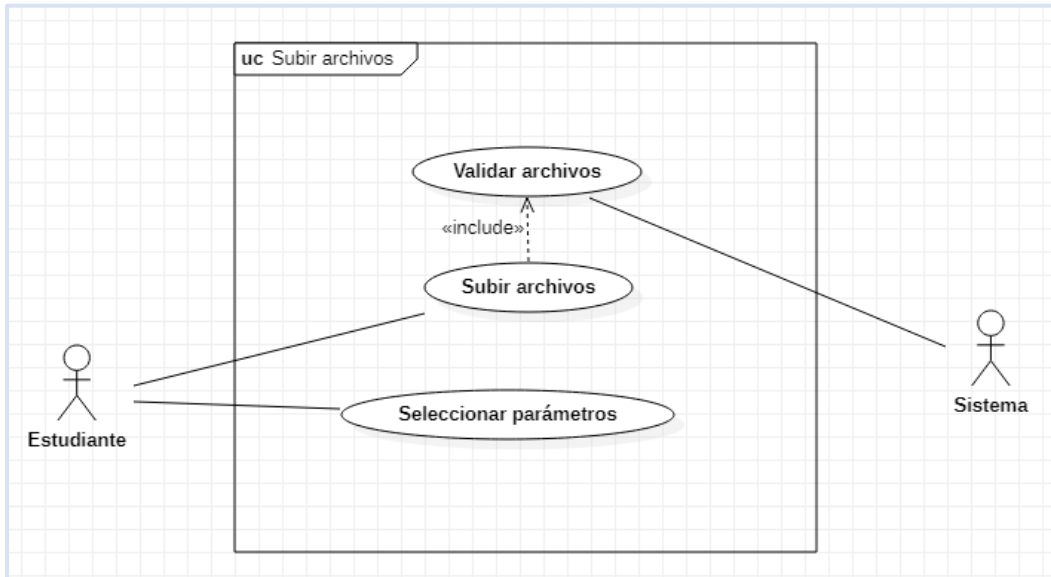 uc Subir archivos
Validar archivos
«include»
Subir archivos
Seleccionar parámetros
Estudiante
Sistema